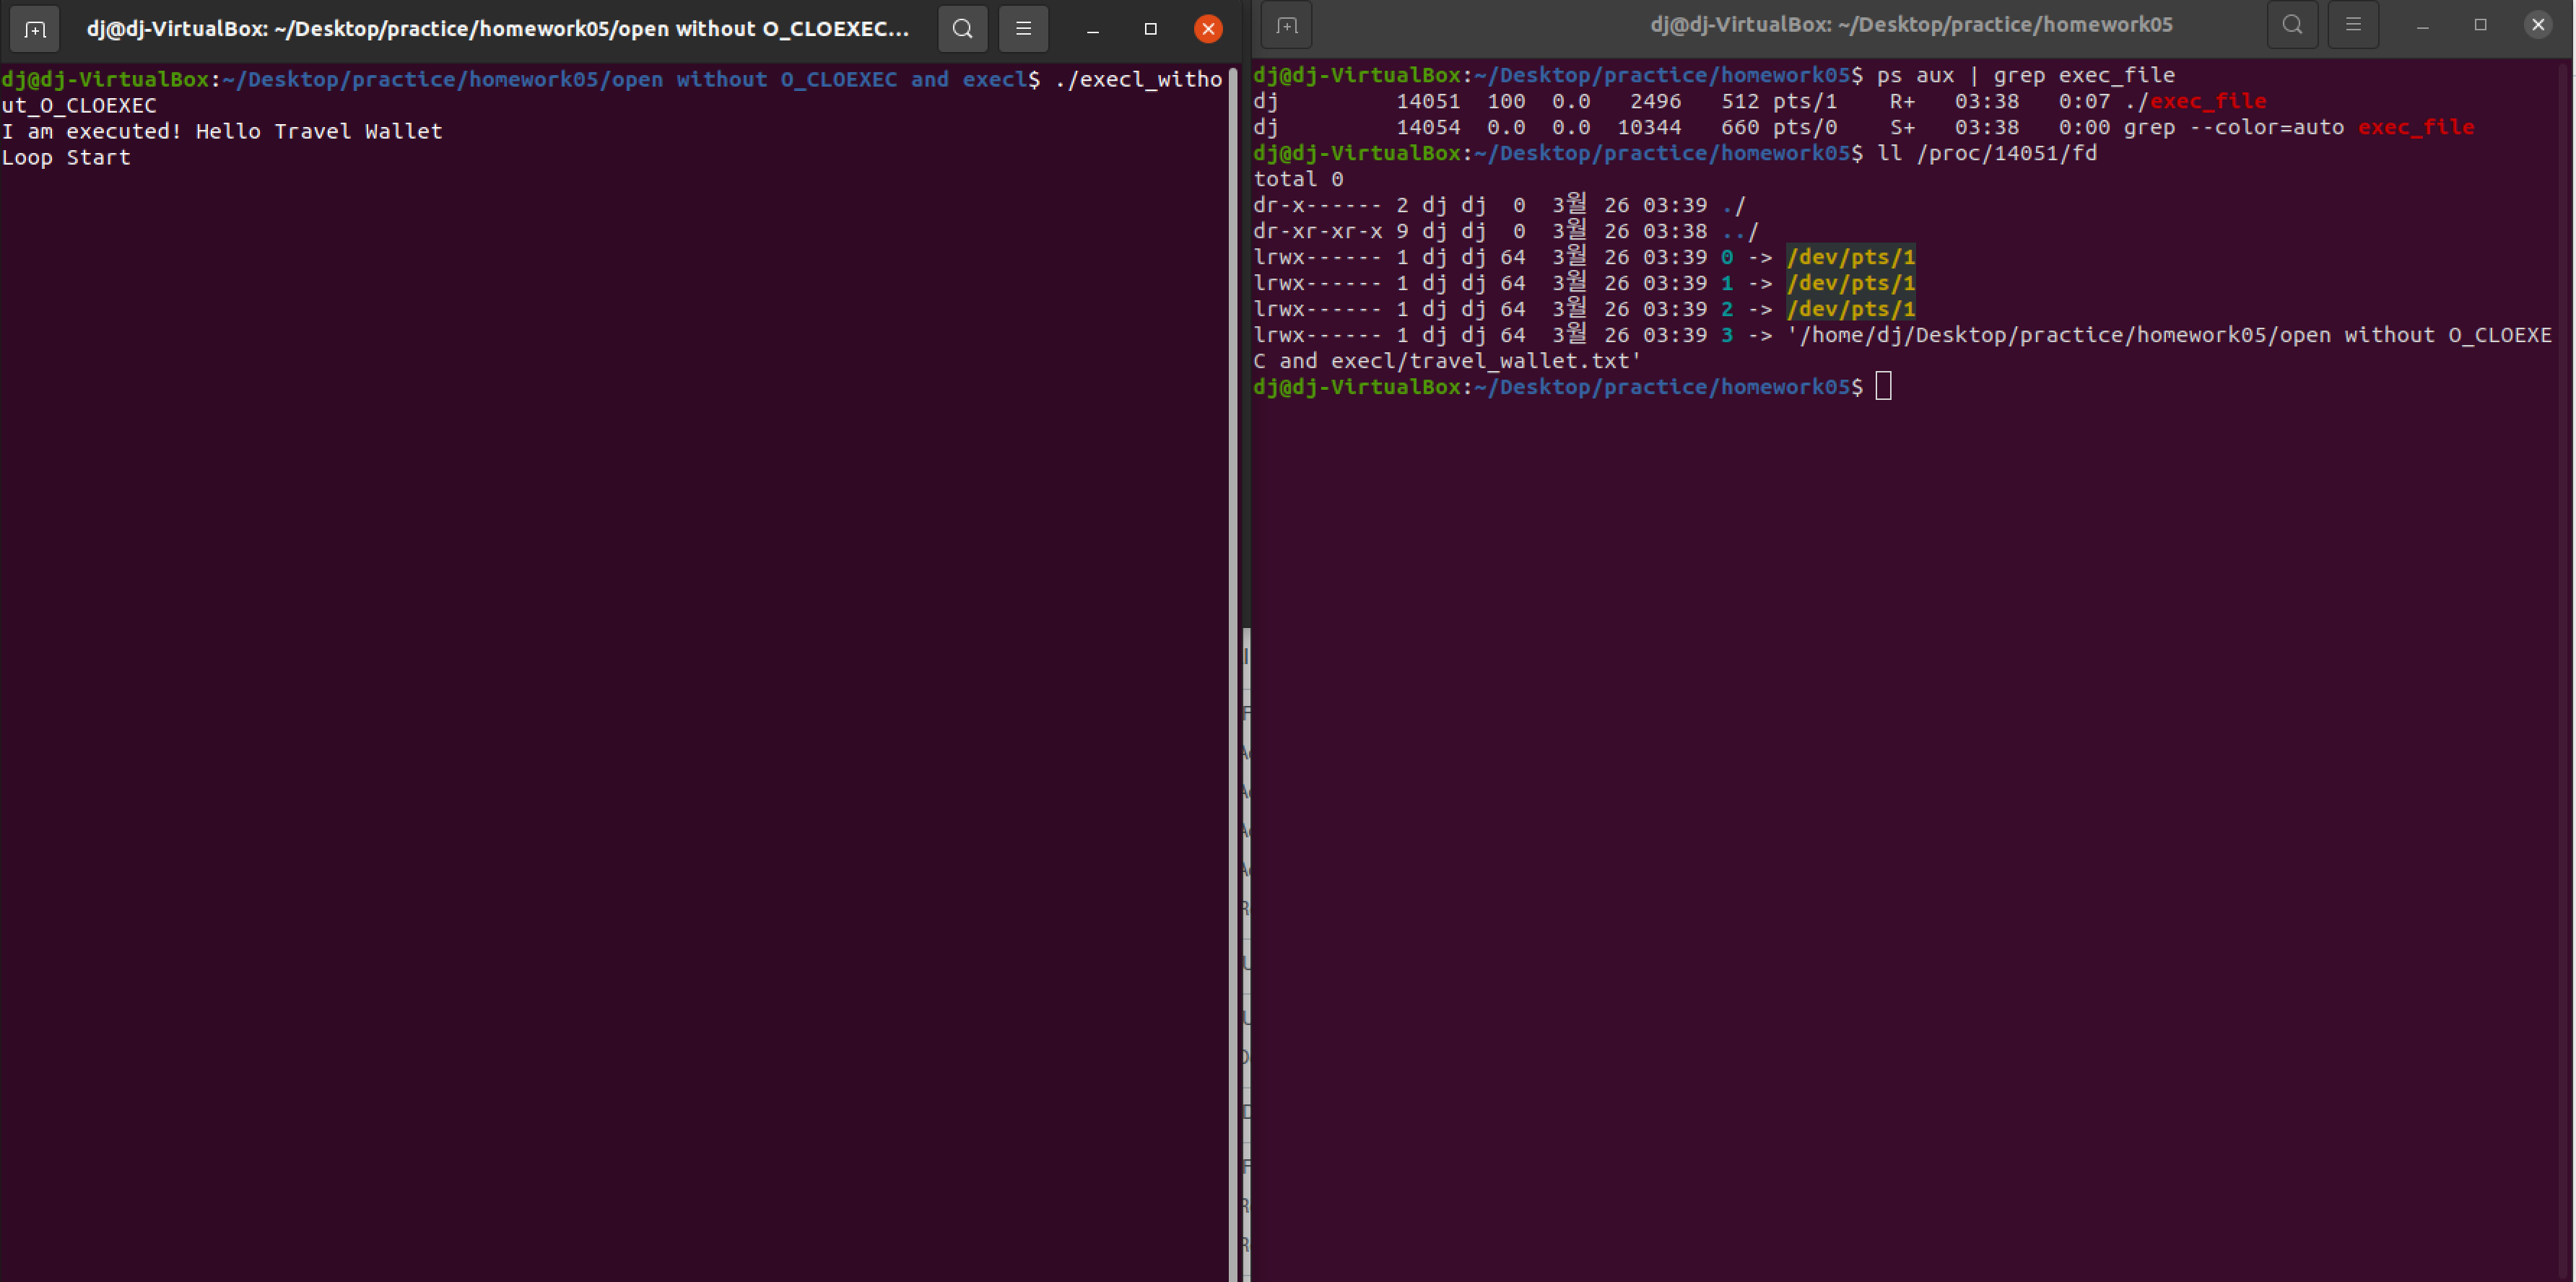 dj@dj-VirtualBox: ~/Desktop/practice/homework05/open without O_CLOEXEC...
dj@dj-VirtualBox:~/Desktop/practice/homework05/open without O_CLOEXEC and execl$ ./execl_witho
ut_O_CLOEXEC
I am executed! Hello Travel Wallet
Loop Start
dj@dj-VirtualBox: ~/Desktop/practice/homework05
dj@dj-VirtualBox:~/Desktop/practice/homework05$ ps aux | grep exec_file
dj         14051  100  0.0   2496   512 pts/1    R+   03:38   0:07 ./exec_file
dj         14054  0.0  0.0  10344   660 pts/0    S+   03:38   0:00 grep --color=auto exec_file
dj@dj-VirtualBox:~/Desktop/practice/homework05$ ll /proc/14051/fd
total 0
dr-x------ 2 dj dj  0  3월 26 03:39 ./
dr-xr-xr-x 9 dj dj  0  3월 26 03:38 ../
lrwx------ 1 dj dj 64  3월 26 03:39 0 -> /dev/pts/1
lrwx------ 1 dj dj 64  3월 26 03:39 1 -> /dev/pts/1
lrwx------ 1 dj dj 64  3월 26 03:39 2 -> /dev/pts/1
lrwx------ 1 dj dj 64  3월 26 03:39 3 -> '/home/dj/Desktop/practice/homework05/open without O_CLOEXE
C and execl/travel_wallet.txt'
dj@dj-VirtualBox:~/Desktop/practice/homework05$